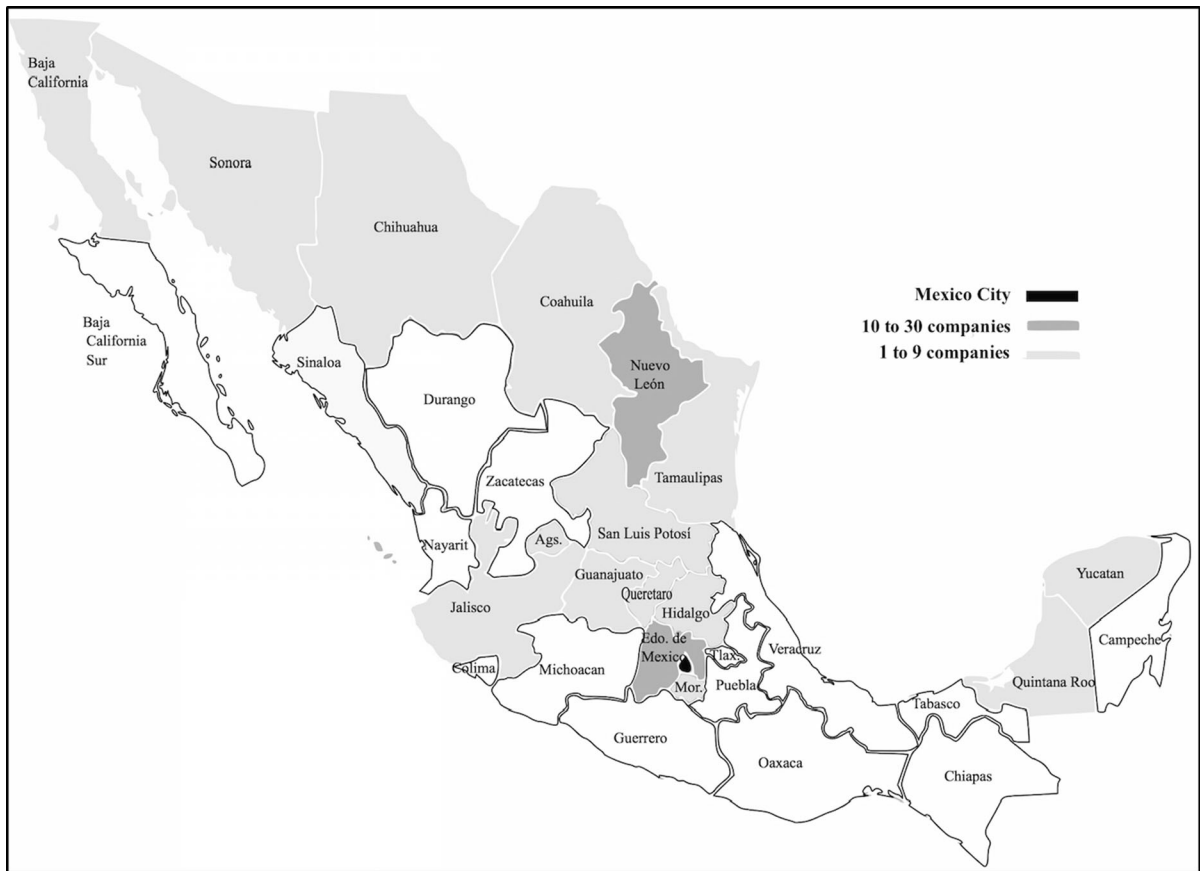 Baja
California
Sonora
Chihuahua
Coahuila
Mexico City
10 to 30 companies
1 to 9 companies
Baja
California
Sur
Sinaloa
Nuevo
León
Durango
Zacatecas
Tamaulipas
Nayarit
Ags.
San Luis Potosí
Guanajuato
Queretaro
Jalisco
Hidalgo
Yucatan
Edo. de
Mexico
Tlax.
Veracruz
Campeche
Colima
Michoacan
Mor.
Puebla
Quintana Roo
Tabasco
Guerrero
Oaxaca
Chiapas